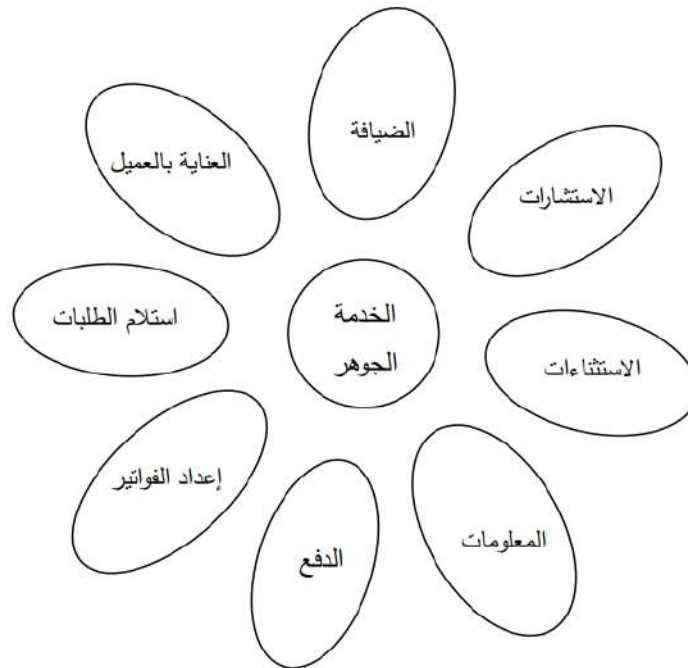 الضيافة
العناية بالعميل
الاستشارات
استلام الطلبات
الخدمة
الجوهر
الاستثناءات
إعداد الفواتير
المعلومات
الدفع